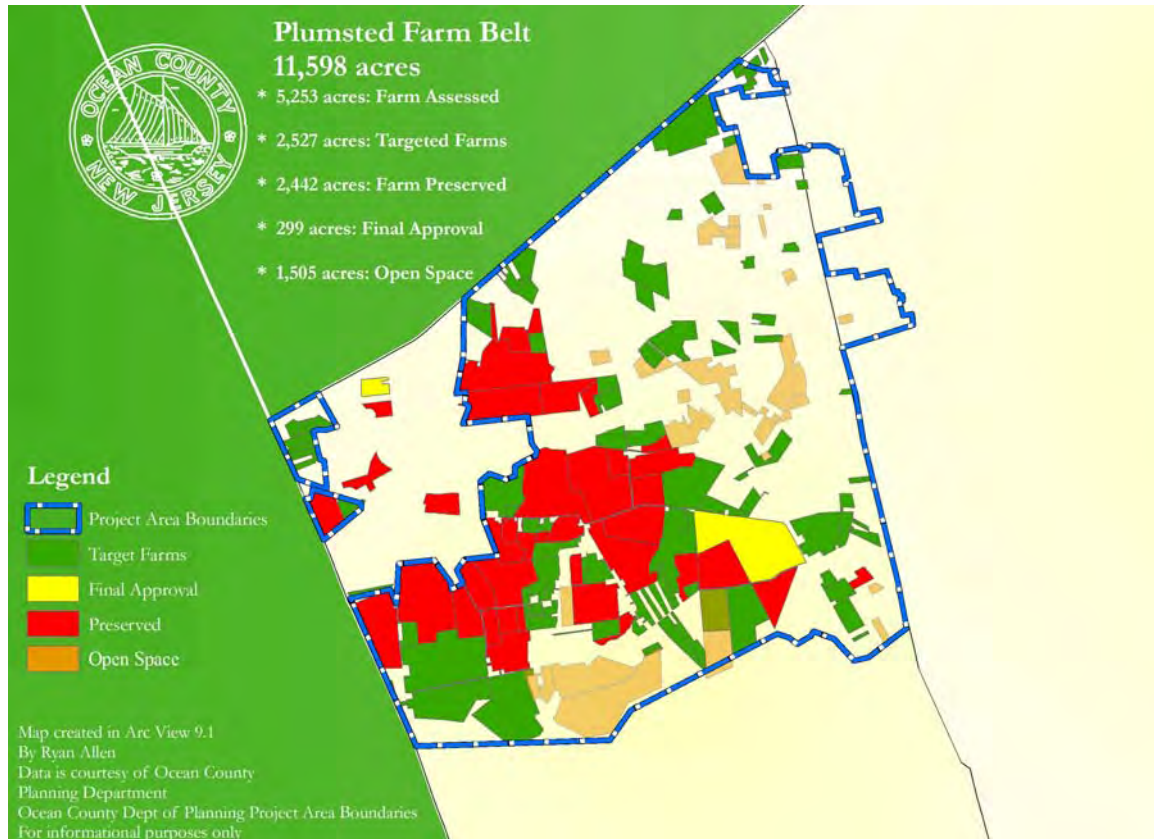 Plumsted Farm Belt
11,598 acres
* 5,253 acres: Farm Assessed
* 2,527 acres: Targeted Farms
* 2,442 acres: Farm Preserved
* 299 acres: Final Approval
* 1,505 acres: Open Space
OCEAN COUNTY
NEW JERSEY
Legend
Project Area Boundaries
Target Farms
Final Approval
Preserved
Open Space
Map created in Arc View 9.1
By Ryan Allen
Data is courtesy of Ocean County
Planning Department
Ocean County Dept of Planning Project Area Boundaries
For informational purposes only